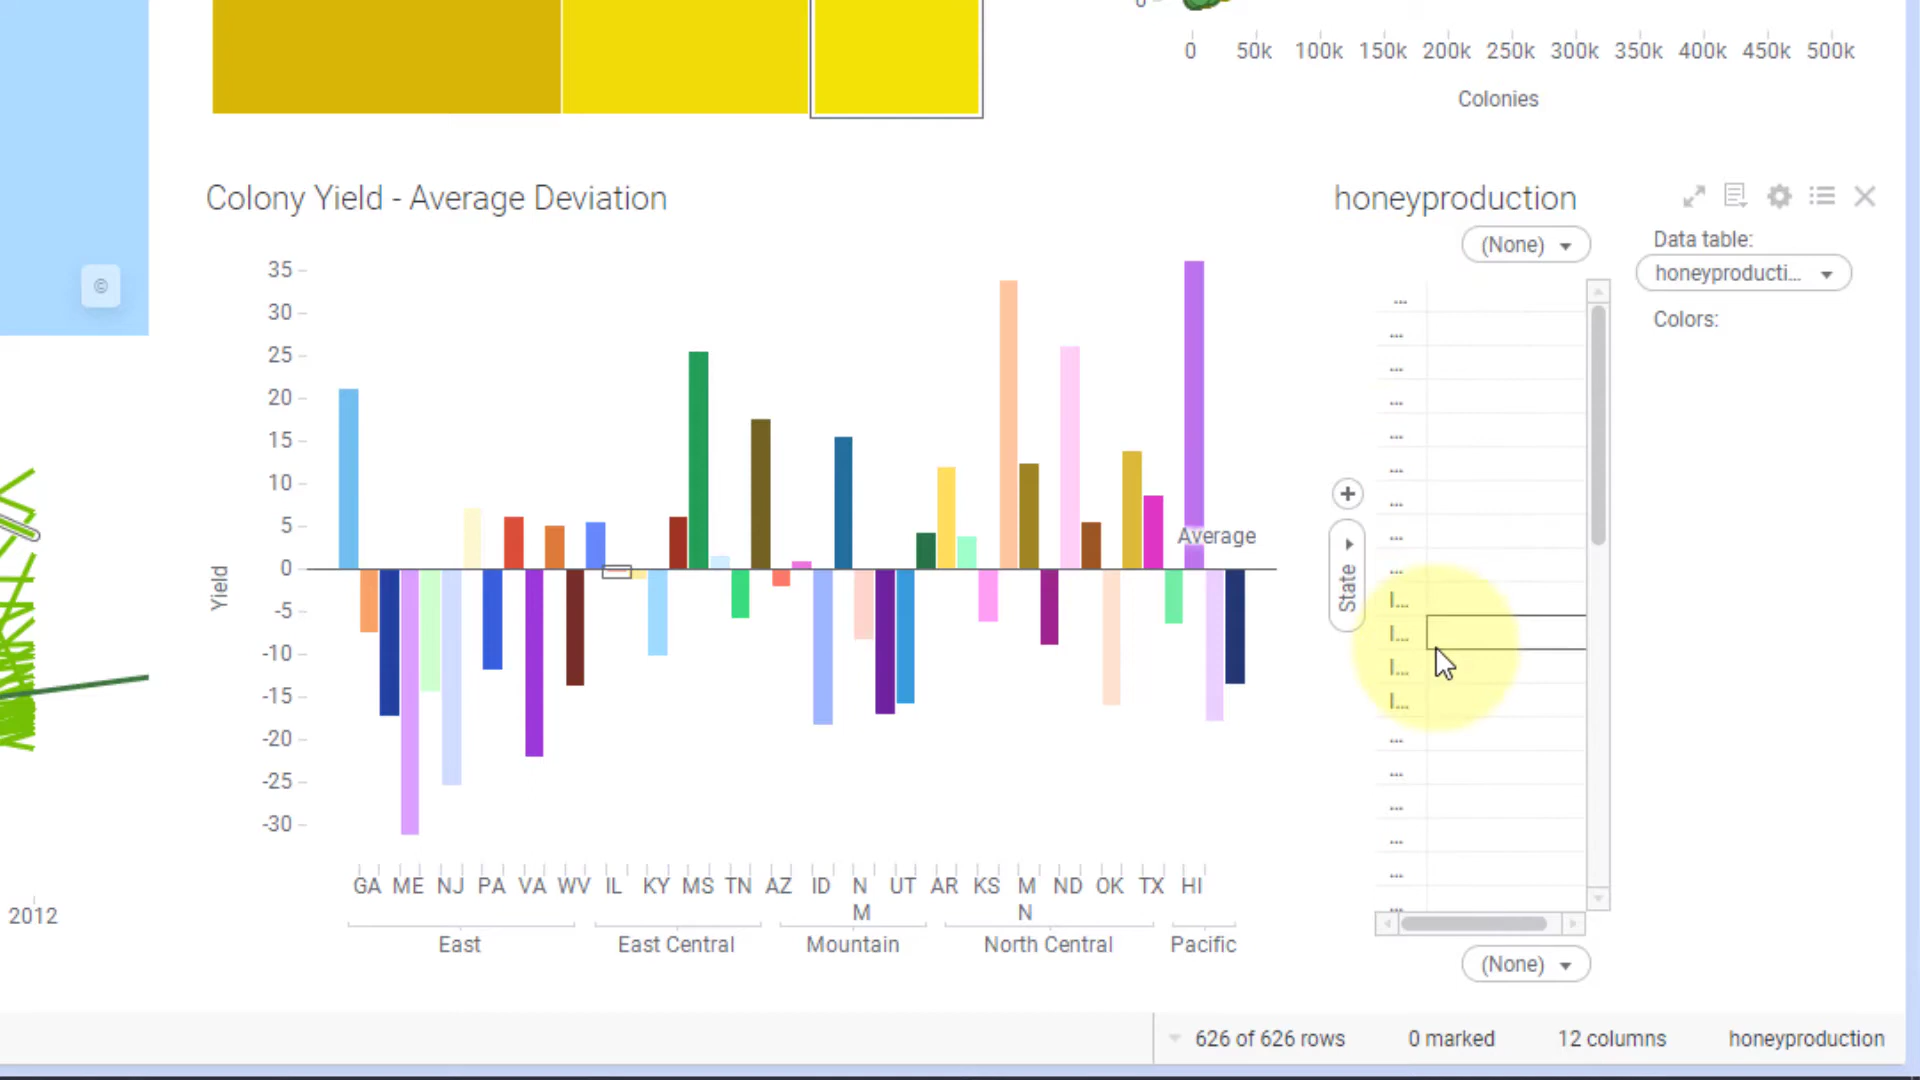 0
0 50k 100k 150k 200k 250k 300k 350k 400k 450k 500k
Colonies
©
Colony Yield - Average Deviation
honeyproduction
(None)
Data table:
honeyproducti...
Colors:
35
30
25
20
15
10
5
0
-5
-10
-15
-20
-25
-30
Yield
Average
State
...
...
...
...
...
...
...
...
...
I...
I...
I...
I...
...
...
...
...
...
...
GA ME NJ PA VA WV IL KY MS TN AZ ID NM UT AR KS MN ND OK TX HI
East East Central Mountain North Central Pacific
2012
(None)
626 of 626 rows 0 marked 12 columns honeyproduction